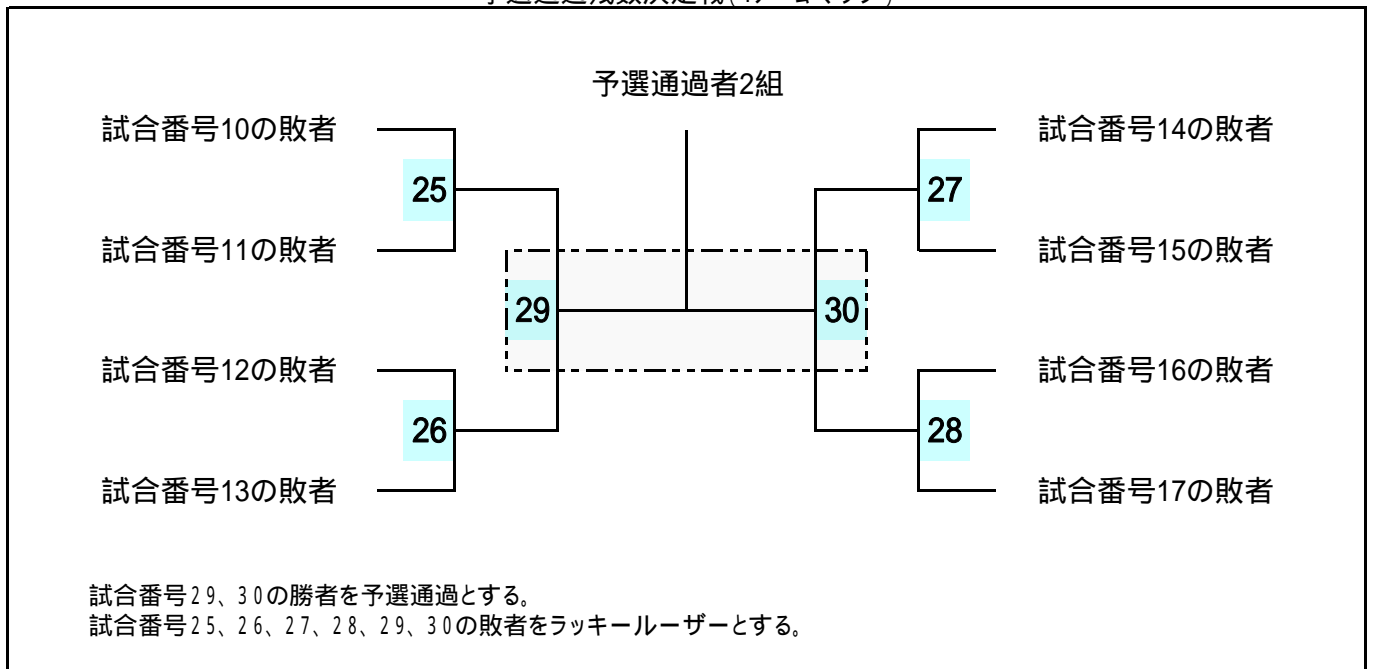 予選通過者2組
試合番号10の敗者
試合番号14の敗者
25
27
試合番号11の敗者
試合番号15の敗者
29
30
試合番号12の敗者
試合番号16の敗者
26
28
試合番号13の敗者
試合番号17の敗者
試合番号29、30の勝者を予選通過とする。
試合番号25、26、27、28、29、30の敗者をラッキールーザーとする。